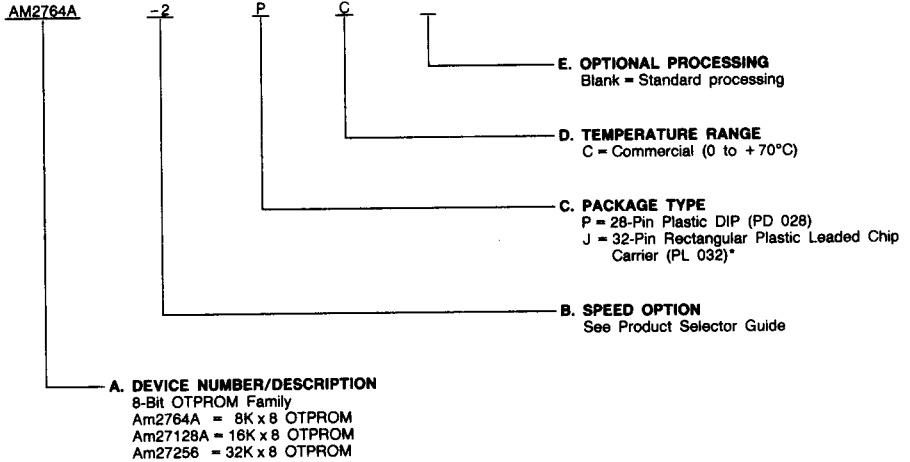 AM2764A -2 P C
E. OPTIONAL PROCESSING
Blank = Standard processing
D. TEMPERATURE RANGE
C = Commercial (0 to +70°C)
C. PACKAGE TYPE
P = 28-Pin Plastic DIP (PD 028)
J = 32-Pin Rectangular Plastic Leaded Chip
Carrier (PL 032)*
B. SPEED OPTION
See Product Selector Guide
A. DEVICE NUMBER/DESCRIPTION
8-Bit OTPROM Family
Am2764A = 8K x 8 OTPROM
Am27128A = 16K x 8 OTPROM
Am27256 = 32K x 8 OTPROM